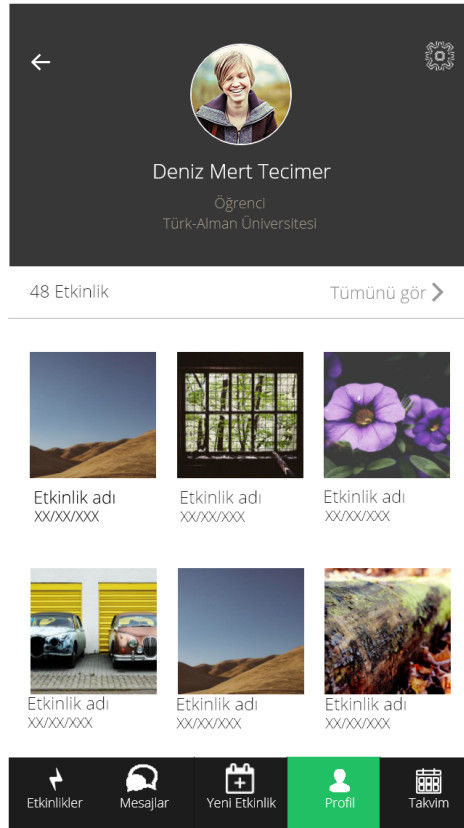 Deniz Mert Tecimer
Öğrenci
Türk-Alman Üniversitesi
48 Etkinlik
Tümünü gör
Etkinlik adı
XX/XX/XXX
Etkinlik adı
XX/XX/XXX
Etkinlik adı
XX/XX/XXX
Etkinlik adı
XX/XX/XXX
Etkinlik adı
XX/XX/XXX
Etkinlik adı
XX/XX/XXX
Etkinlikler
Mesajlar
Yeni Etkinlik
Profil
Takvim